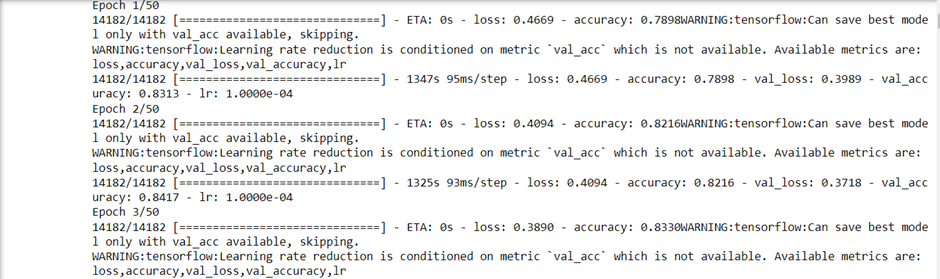 Epoch 1/50
14182/14182 [==============================] - ETA: 0s - loss: 0.4669 - accuracy: 0.7898WARNING:tensorflow:Can save best mode
l only with val_acc available, skipping.
WARNING:tensorflow:Learning rate reduction is conditioned on metric `val_acc` which is not available. Available metrics are:
loss,accuracy,val_loss,val_accuracy,lr
14182/14182 [==============================] - 1347s 95ms/step - loss: 0.4669 - accuracy: 0.7898 - val_loss: 0.3989 - val_acc
uracy: 0.8313 - lr: 1.0000e-04
Epoch 2/50
14182/14182 [==============================] - ETA: 0s - loss: 0.4094 - accuracy: 0.8216WARNING:tensorflow:Can save best mode
l only with val_acc available, skipping.
WARNING:tensorflow:Learning rate reduction is conditioned on metric `val_acc` which is not available. Available metrics are:
loss,accuracy,val_loss,val_accuracy,lr
14182/14182 [==============================] - 1325s 93ms/step - loss: 0.4094 - accuracy: 0.8216 - val_loss: 0.3718 - val_acc
uracy: 0.8417 - lr: 1.0000e-04
Epoch 3/50
14182/14182 [==============================] - ETA: 0s - loss: 0.3890 - accuracy: 0.8330WARNING:tensorflow:Can save best mode
l only with val_acc available, skipping.
WARNING:tensorflow:Learning rate reduction is conditioned on metric `val_acc` which is not available. Available metrics are:
loss,accuracy,val_loss,val_accuracy,lr